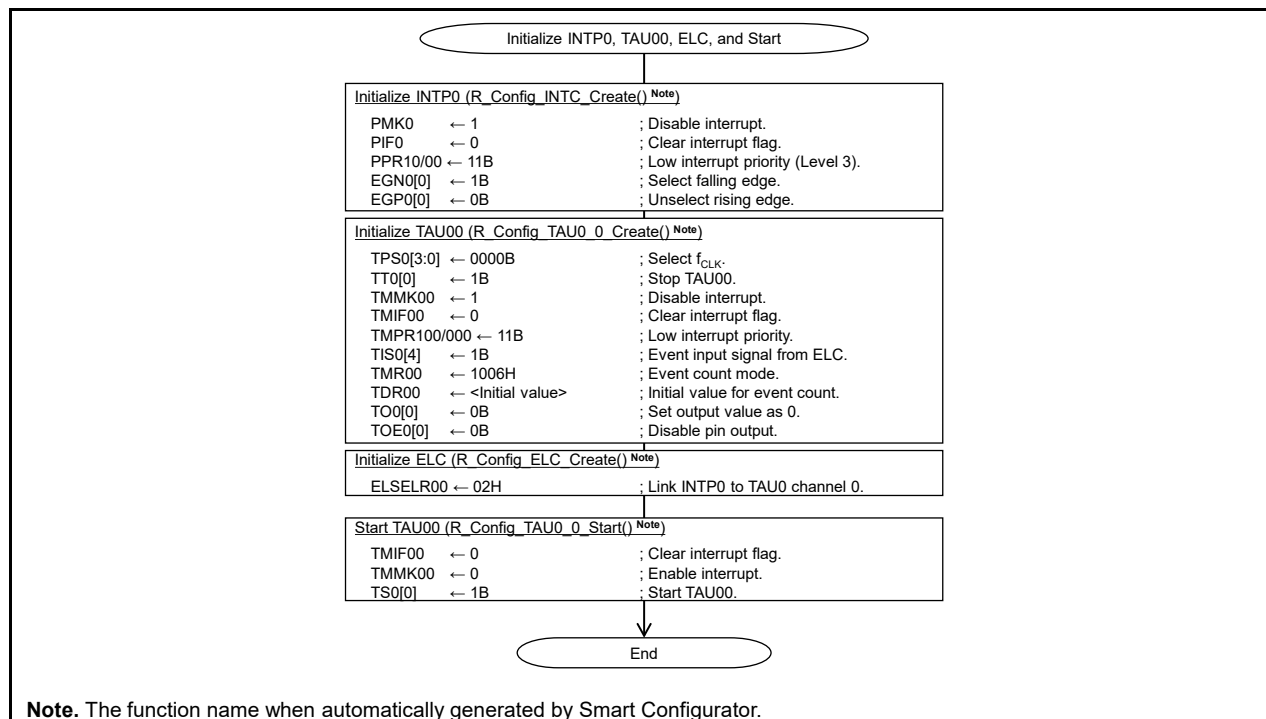 Initialize INTP0, TAU00, ELC, and Start
Initialize INTP0 (R_Config_INTC_Create() Note)
PMK0 ← 1 ; Disable interrupt.
PIF0 ← 0 ; Clear interrupt flag.
PPR10/00 ← 11B ; Low interrupt priority (Level 3).
EGN0[0] ← 1B ; Select falling edge.
EGP0[0] ← 0B ; Unselect rising edge.
Initialize TAU00 (R_Config_TAU0_0_Create() Note)
TPS0[3:0] ← 0000B ; Select fCLK.
TT0[0] ← 1B ; Stop TAU00.
TMMK00 ← 1 ; Disable interrupt.
TMIF00 ← 0 ; Clear interrupt flag.
TMPR100/000 ← 11B ; Low interrupt priority.
TIS0[4] ← 1B ; Event input signal from ELC.
TMR00 ← 1006H ; Event count mode.
TDR00 ← <Initial value> ; Initial value for event count.
TO0[0] ← 0B ; Set output value as 0.
TOE0[0] ← 0B ; Disable pin output.
Initialize ELC (R_Config_ELC_Create() Note)
ELSELR00 ← 02H ; Link INTP0 to TAU0 channel 0.
Start TAU00 (R_Config_TAU0_0_Start() Note)
TMIF00 ← 0 ; Clear interrupt flag.
TMMK00 ← 0 ; Enable interrupt.
TS0[0] ← 1B ; Start TAU00.
End
Note. The function name when automatically generated by Smart Configurator.